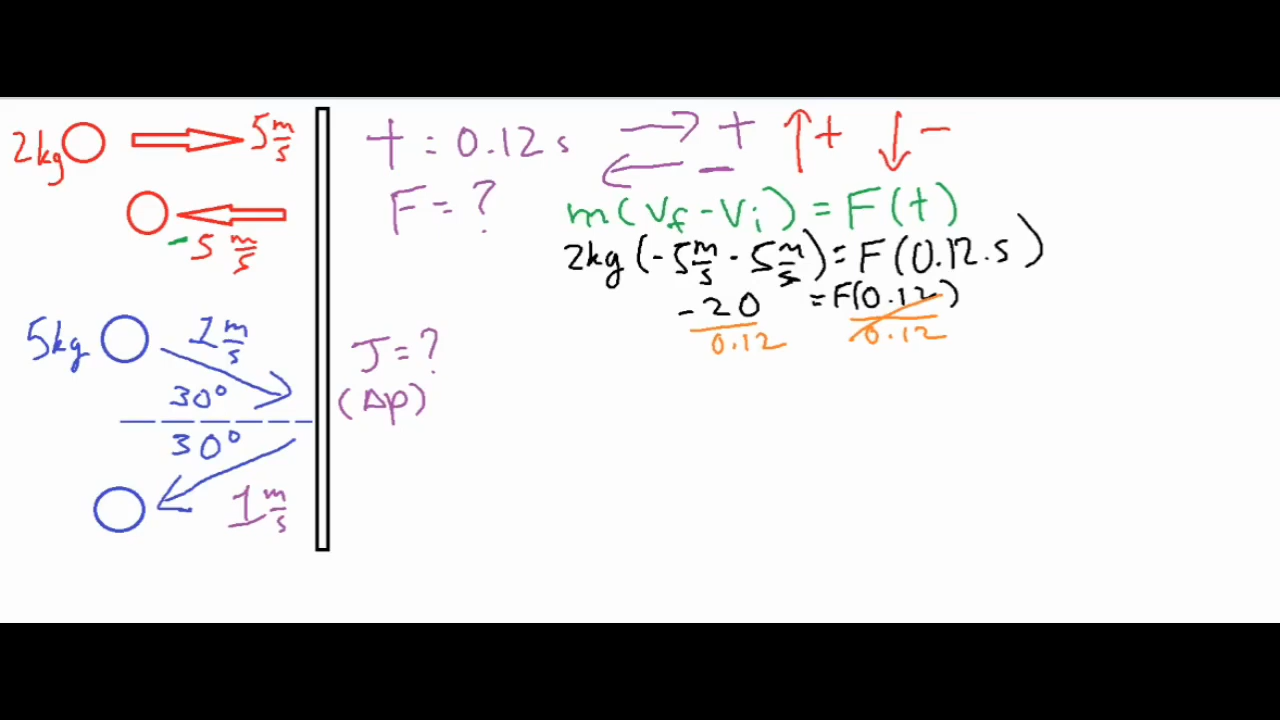 2kg 5 m/s
-5 m/s
t = 0.12 s
F = ?
→ + ↑ + ↓ -
← -
m(Vf - Vi) = F(t)
2kg(-5 m/s - 5 m/s) = F(0.12 s)
-20 = F(0.12)
0.12 0.12
5kg 1 m/s
30°
30°
1 m/s
J = ?
(Δp)